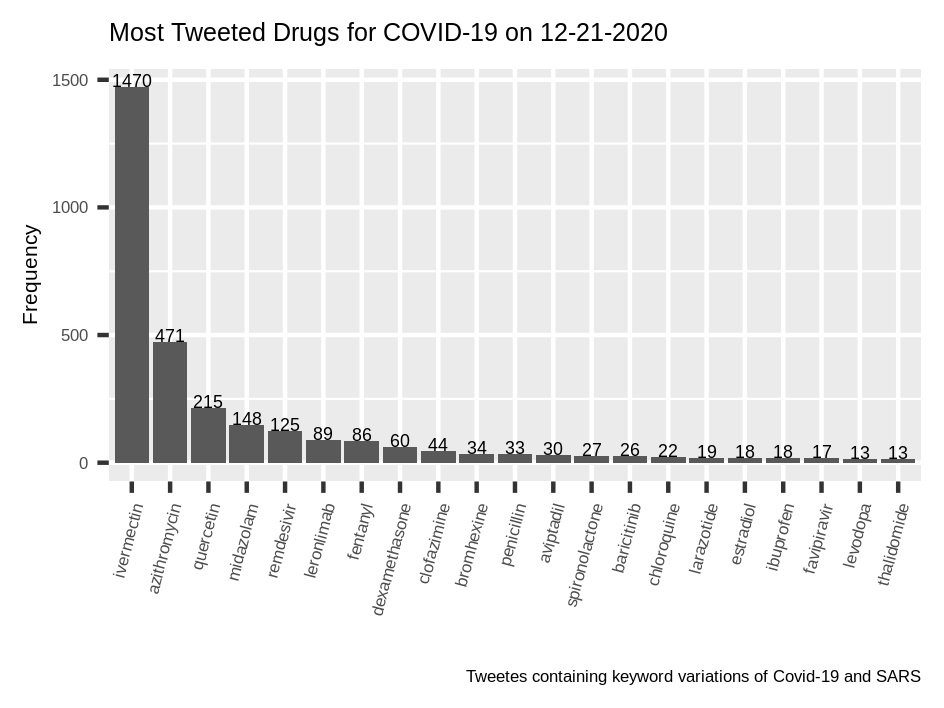 Most Tweeted Drugs for COVID-19 on 12-21-2020
Frequency
1500
1000
500
0
1470
471
215
148
125
89
86
60
44
34
33
30
27
26
22
19
18
18
17
13
13
ivermectin
azithromycin
quercetin
midazolam
remdesivir
leronlimab
fentanyl
dexamethasone
clofazimine
bromhexine
penicillin
aviptadil
spironolactone
baricitinib
chloroquine
larazotide
estradiol
ibuprofen
favipiravir
levodopa
thalidomide
Tweetes containing keyword variations of Covid-19 and SARS